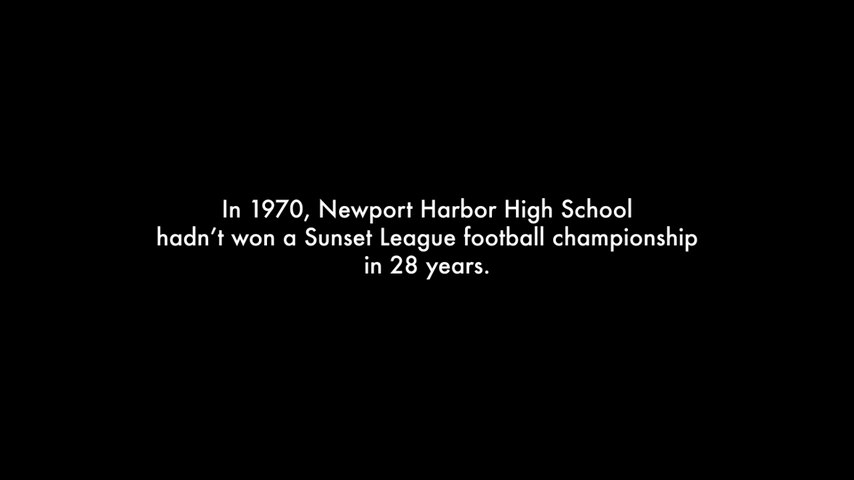 In 1970, Newport Harbor High School
hadn’t won a Sunset League football championship
in 28 years.